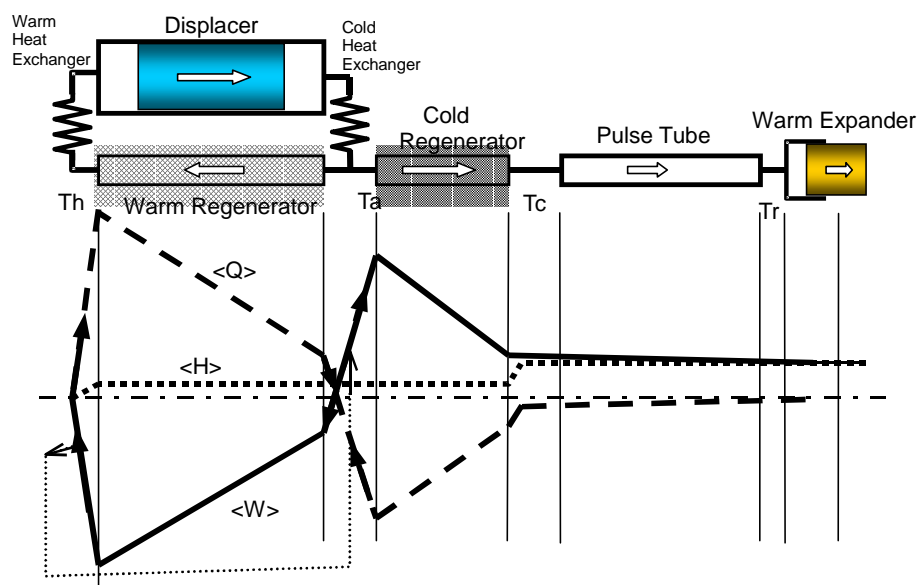 Warm
Heat
Exchanger
Displacer
Cold
Heat
Exchanger
Cold
Regenerator
Pulse Tube
Warm Expander
Th
Warm Regenerator
Ta
Tc
Tr
<Q>
<H>
<W>